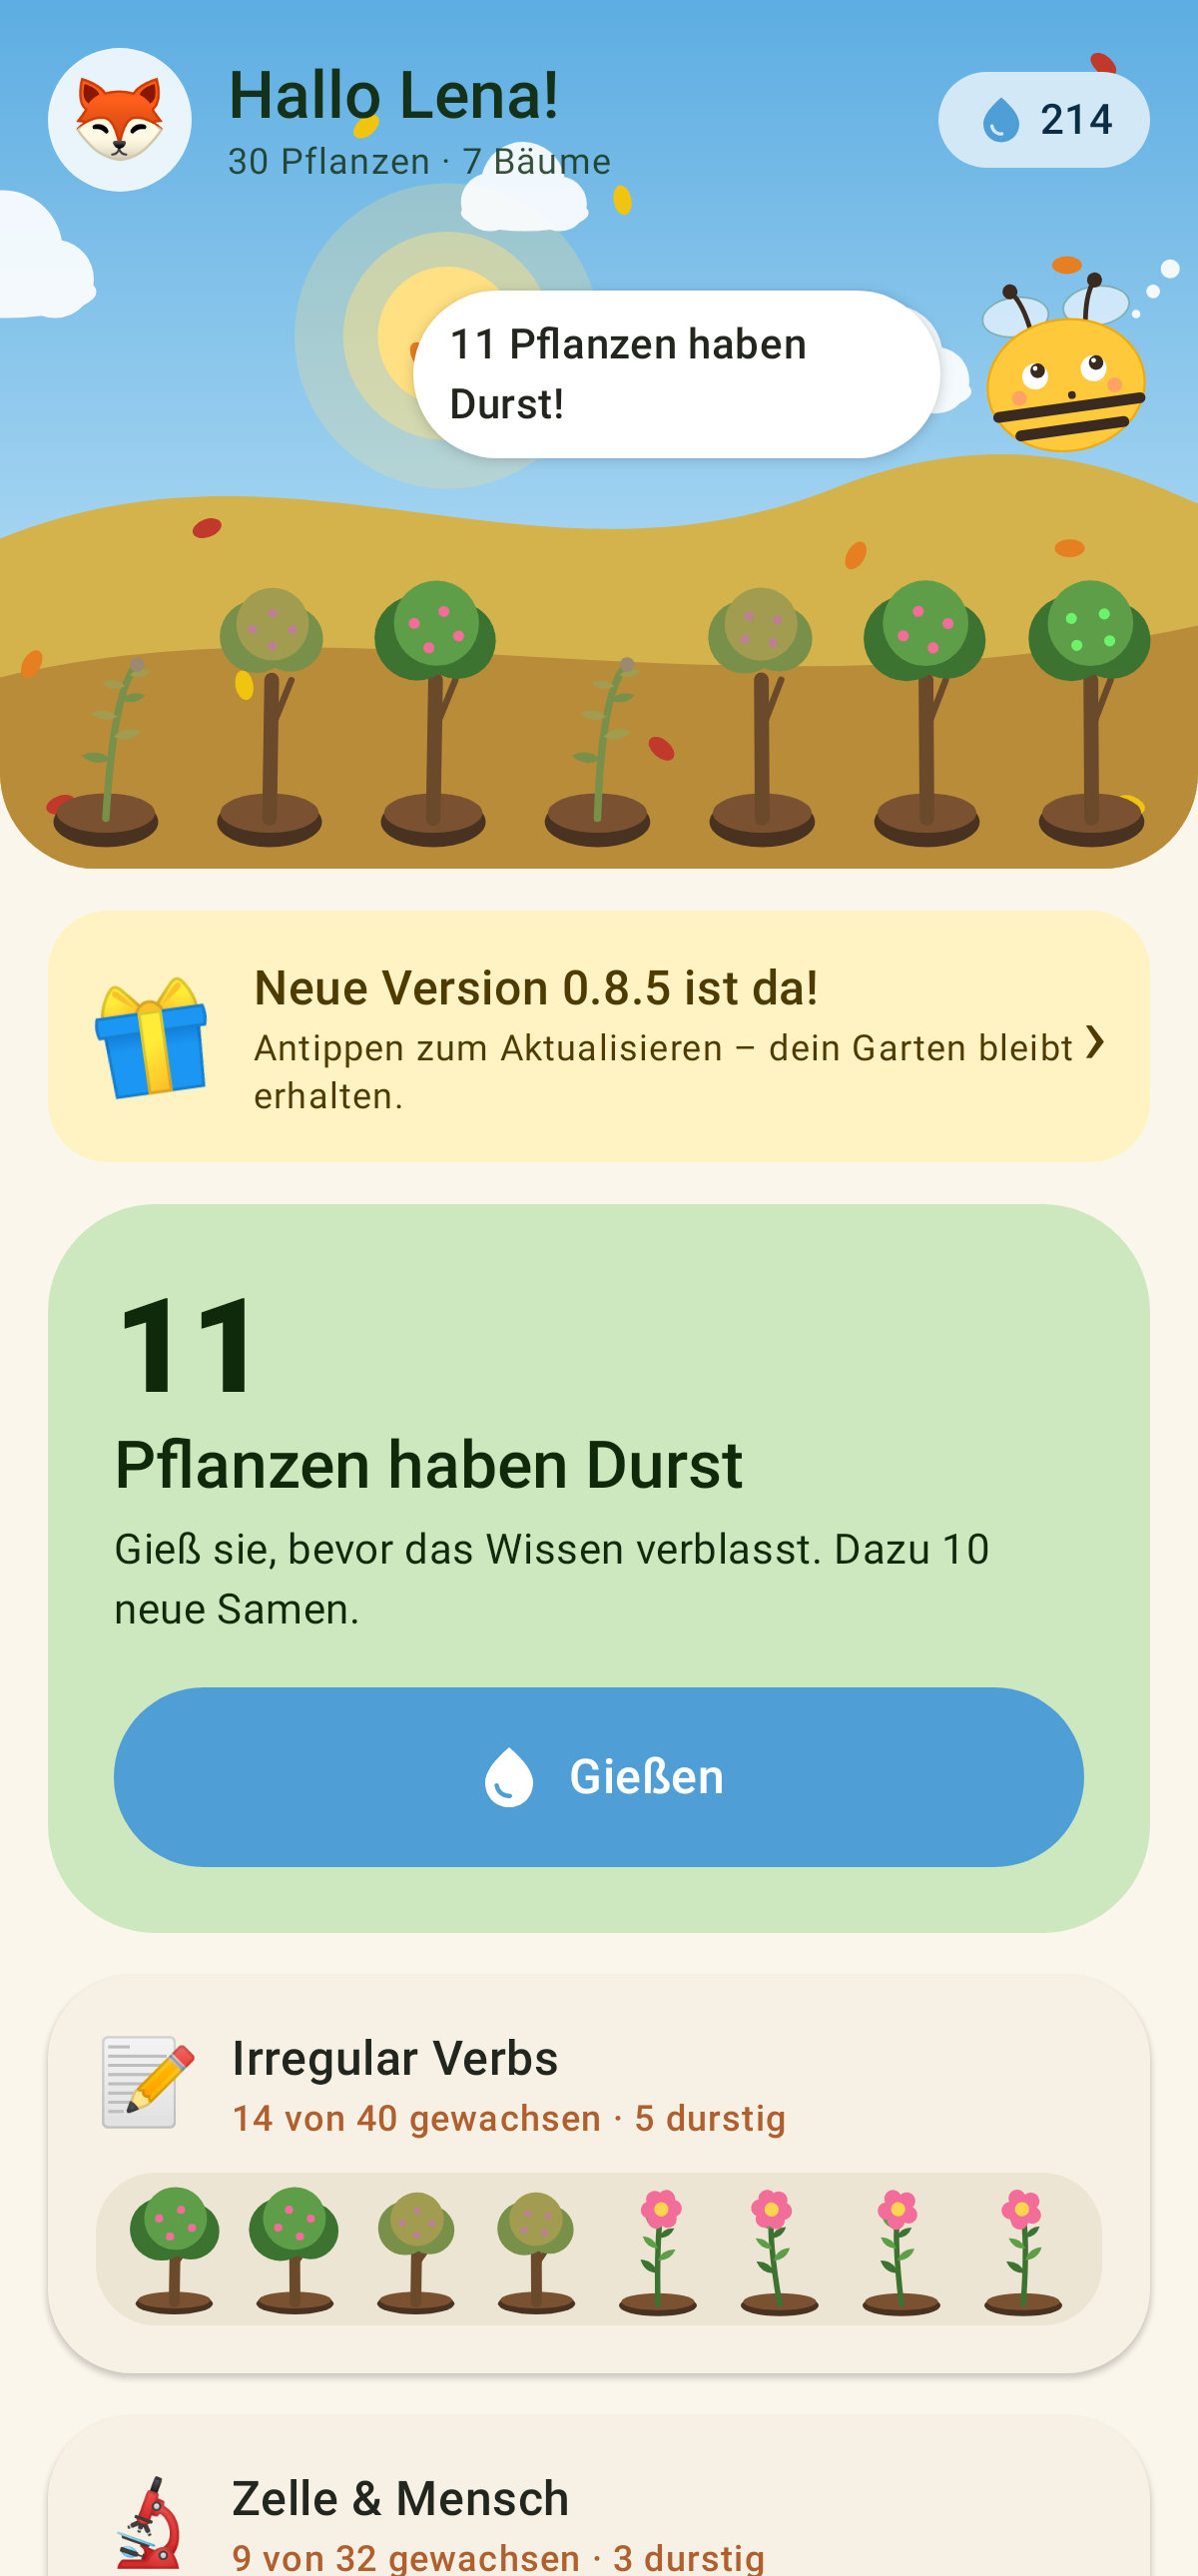 Hallo Lena!
30 Pflanzen · 7 Bäume
214
11 Pflanzen haben
Durst!
Neue Version 0.8.5 ist da!
Antippen zum Aktualisieren – dein Garten bleibt
erhalten.
11
Pflanzen haben Durst
Gieß sie, bevor das Wissen verblasst. Dazu 10
neue Samen.
Gießen
Irregular Verbs
14 von 40 gewachsen · 5 durstig
Zelle & Mensch
9 von 32 gewachsen · 3 durstig